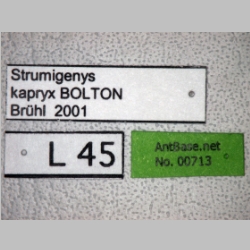 Strumigenys
kapryx BOLTON
Brühl 2001
L 45
AntBase.net
No. 00713